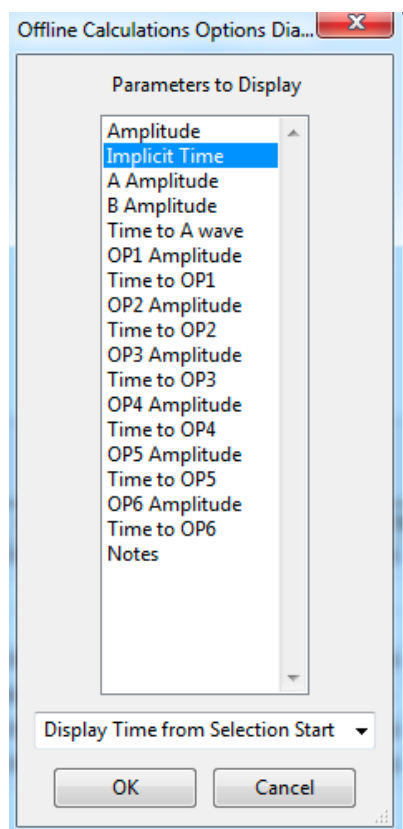 Offline Calculations Options Dia...
Parameters to Display
Amplitude
Implicit Time
A Amplitude
B Amplitude
Time to A wave
OP1 Amplitude
Time to OP1
OP2 Amplitude
Time to OP2
OP3 Amplitude
Time to OP3
OP4 Amplitude
Time to OP4
OP5 Amplitude
Time to OP5
OP6 Amplitude
Time to OP6
Notes
Display Time from Selection Start
OK Cancel